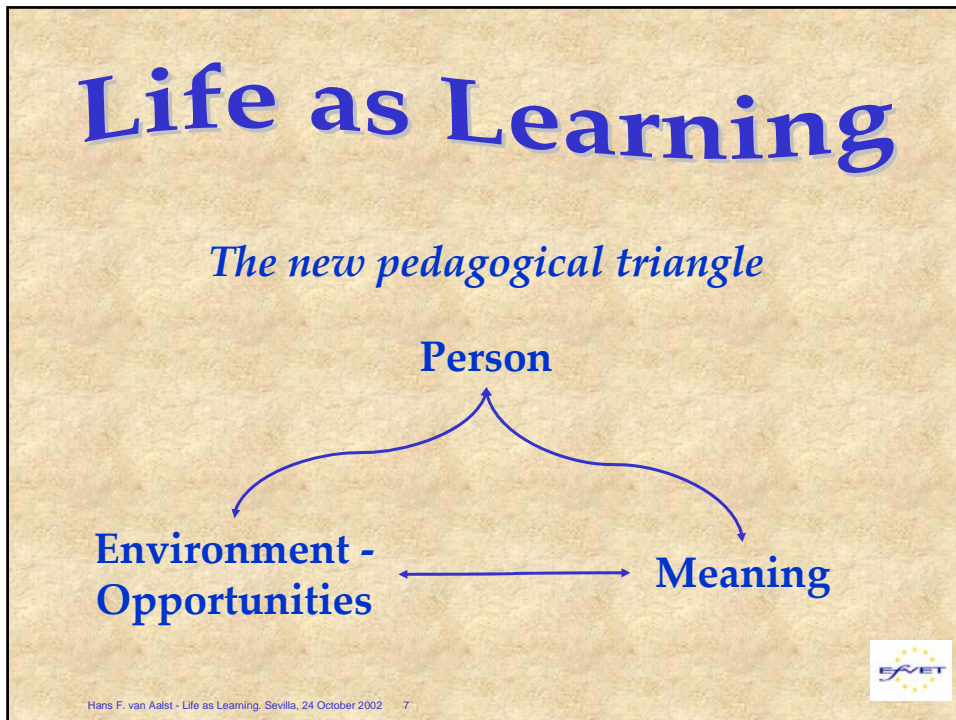 Life as Learning
The new pedagogical triangle
Person
Environment -
Opportunities
Meaning
EfVET
Hans F. van Aalst - Life as Learning. Sevilla, 24 October 2002 7